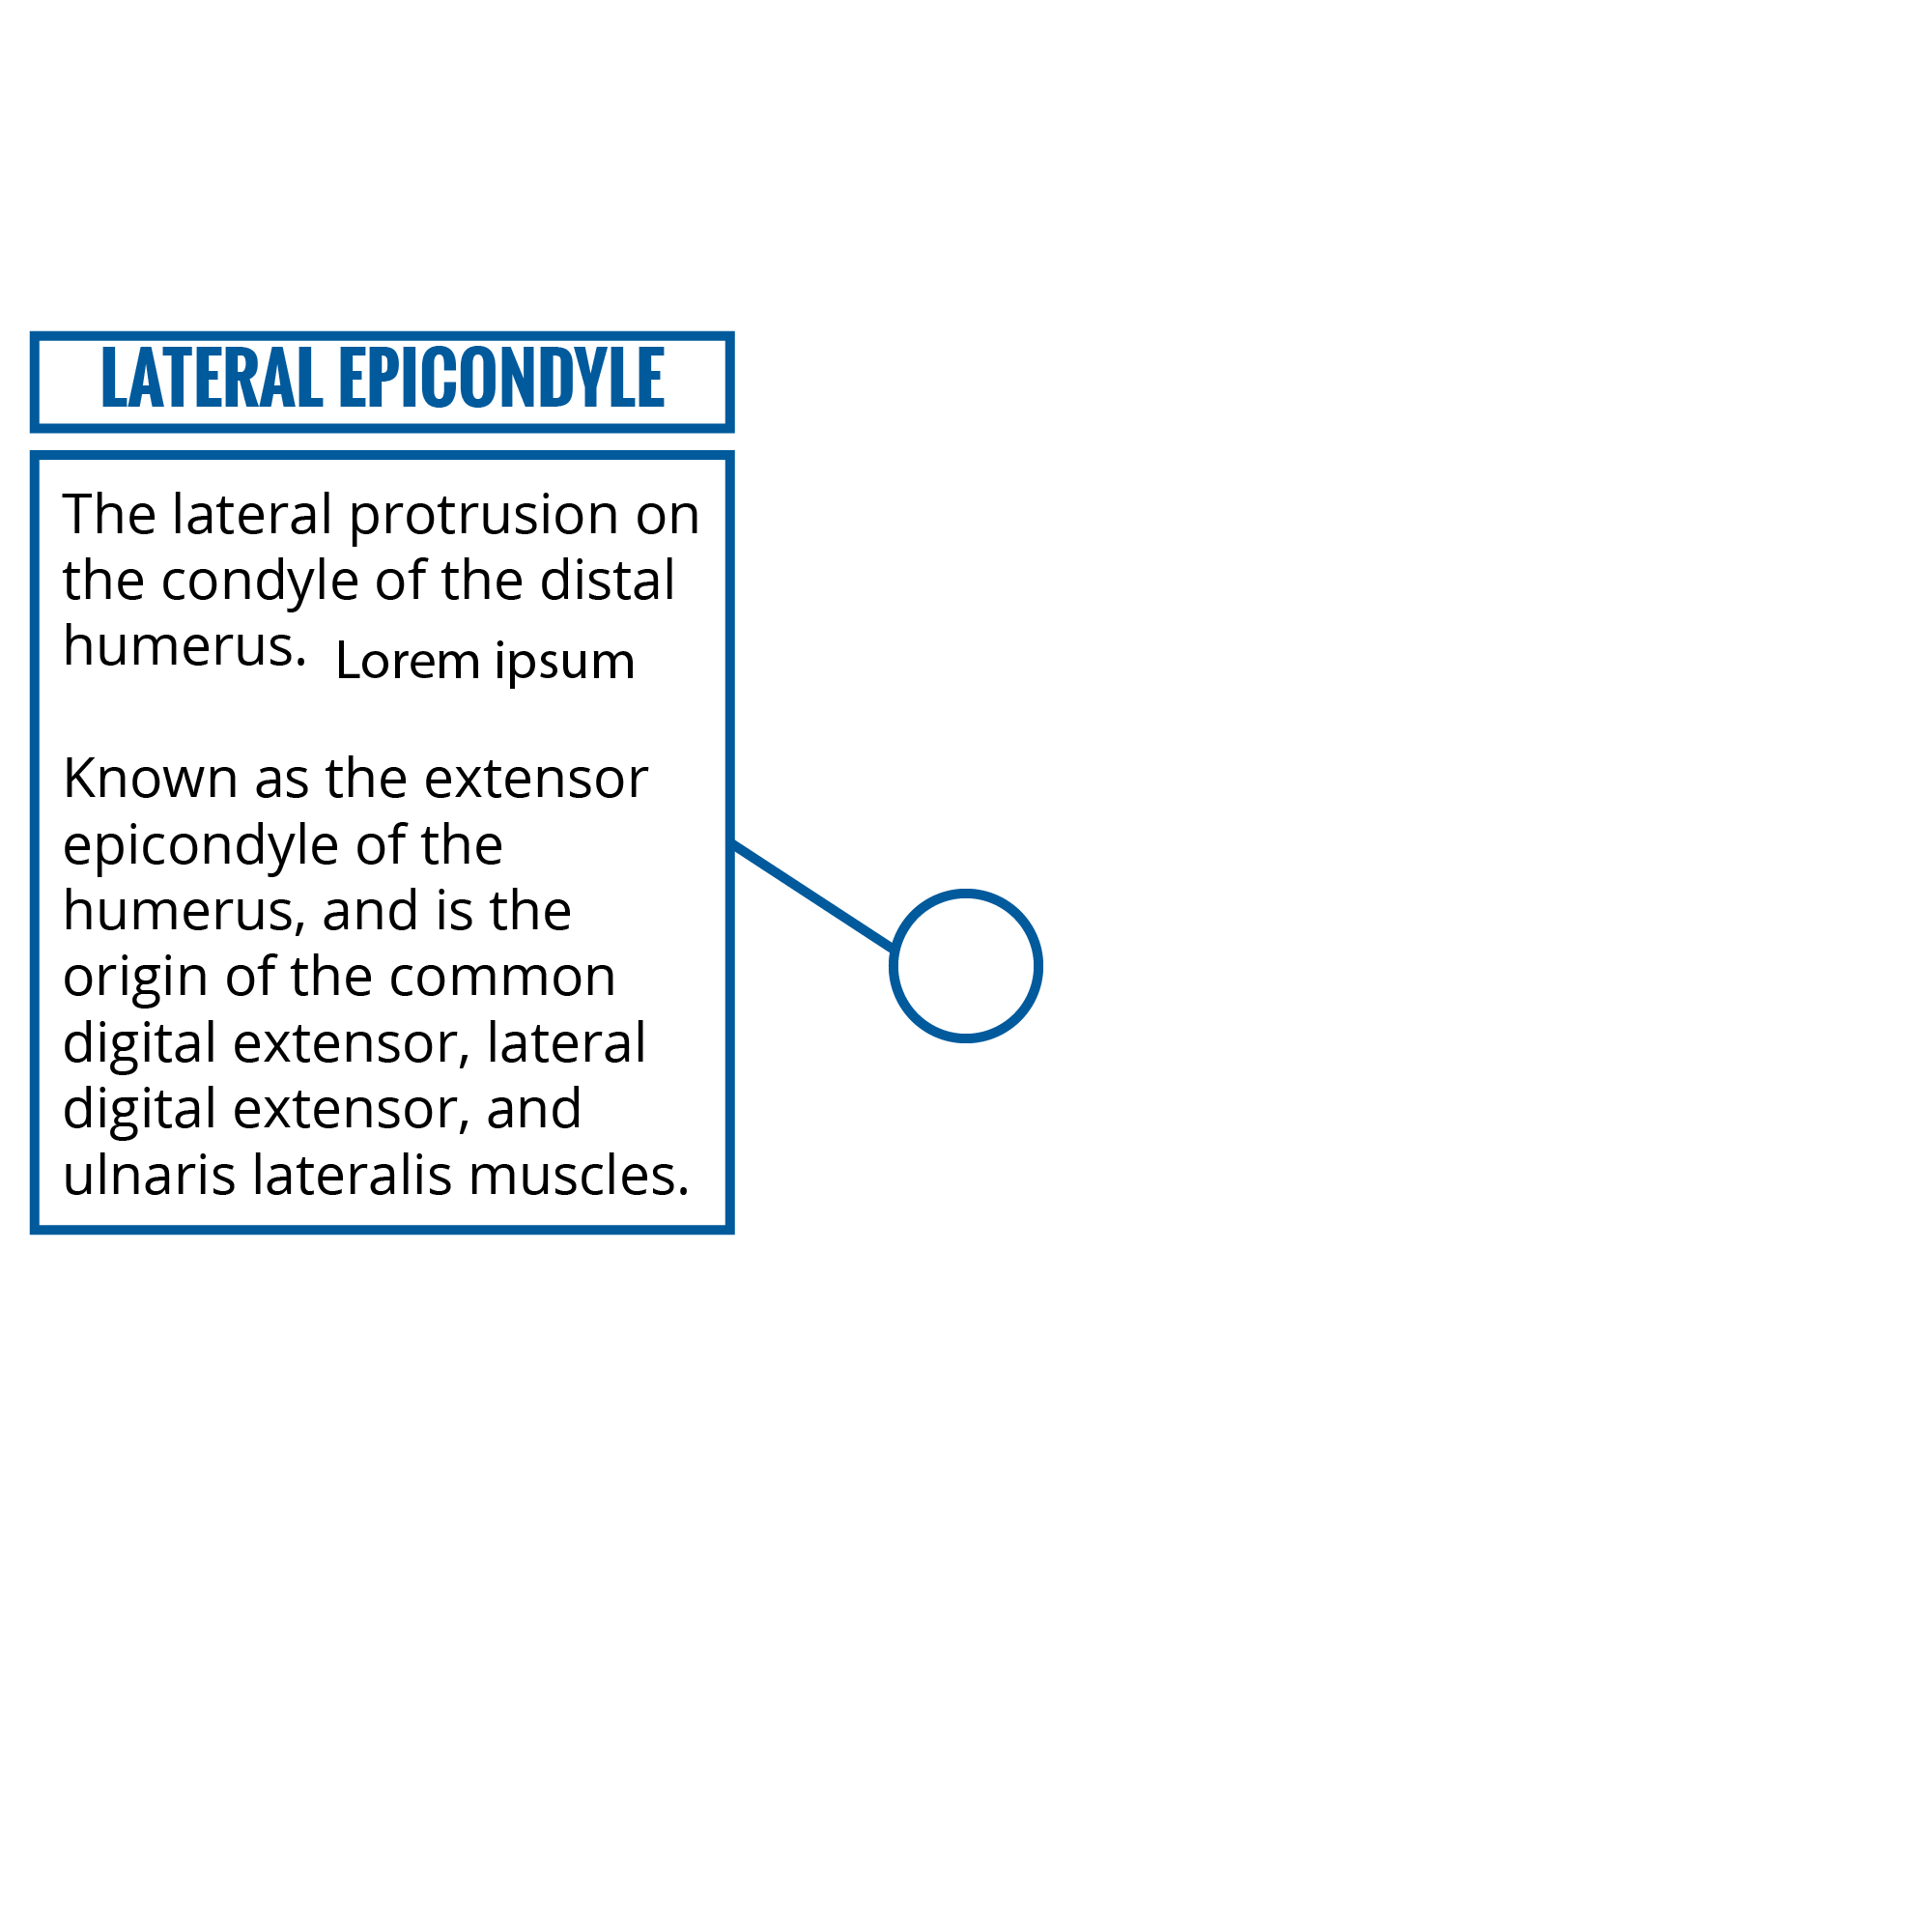 LATERAL EPICONDYLE
The lateral protrusion on
the condyle of the distal
humerus.
Lorem ipsum
Known as the extensor
epicondyle of the
humerus, and is the
origin of the common
digital extensor, lateral
digital extensor, and
ulnaris lateralis muscles.